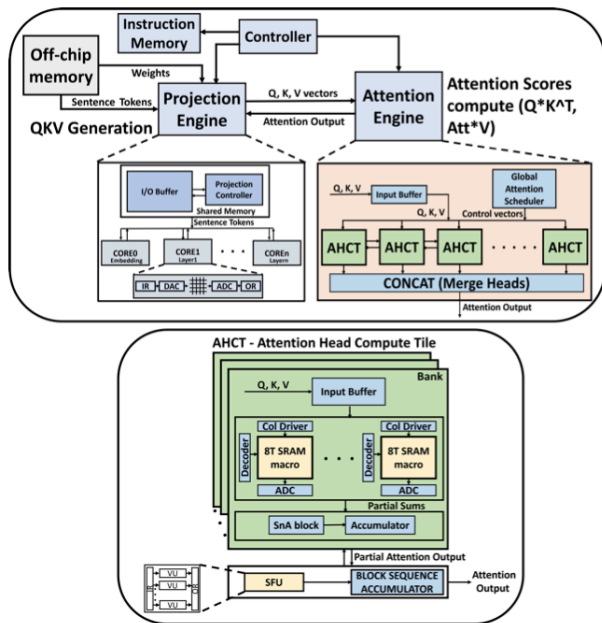 Instruction
Memory
Controller
Off-chip
memory
Weights
Sentence Tokens
QKV Generation
Projection
Engine
Q, K, V vectors
Attention Output
Attention
Engine
Attention Scores
compute (Q*K^T,
Att*V)
I/O Buffer
Projection
Controller
Shared Memory
Sentence Tokens
CORE0
Embedding
CORE1
Layer1
COREn
Layern
IR
DAC
ADC
OR
Q, K, V
Input Buffer
Global
Attention
Scheduler
Q, K, V
Control vectors
AHCT
AHCT
AHCT
AHCT
CONCAT (Merge Heads)
Attention Output
AHCT - Attention Head Compute Tile
Bank
Q, K, V
Input Buffer
Col Driver
Decoder
8T SRAM
macro
ADC
Col Driver
Decoder
8T SRAM
macro
ADC
Partial Sums
SnA block
Accumulator
Partial Attention Output
IR
VU
VU
VU
OR
SFU
BLOCK SEQUENCE
ACCUMULATOR
Attention
Output